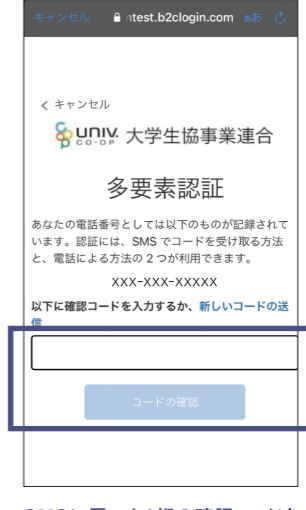 キャンセル ntest.b2clogin.com ああ
キャンセル
univ. CO-OP 大学生協事業連合
多要素認証
あなたの電話番号としては以下のものが記録されて
います。認証には、SMS でコードを受け取る方法
と、電話による方法の 2 つが利用できます。
XXX-XXX-XXXXX
以下に確認コードを入力するか、新しいコードの送
信
コードの確認